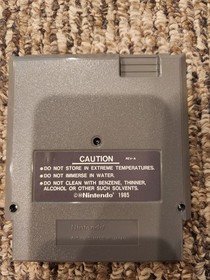 CAUTION
REV-A
●DO NOT STORE IN EXTREME TEMPERATURES.
●DO NOT IMMERSE IN WATER.
●DO NOT CLEAN WITH BENZENE, THINNER,
ALCOHOL OR OTHER SUCH SOLVENTS.
©®Nintendo 1985